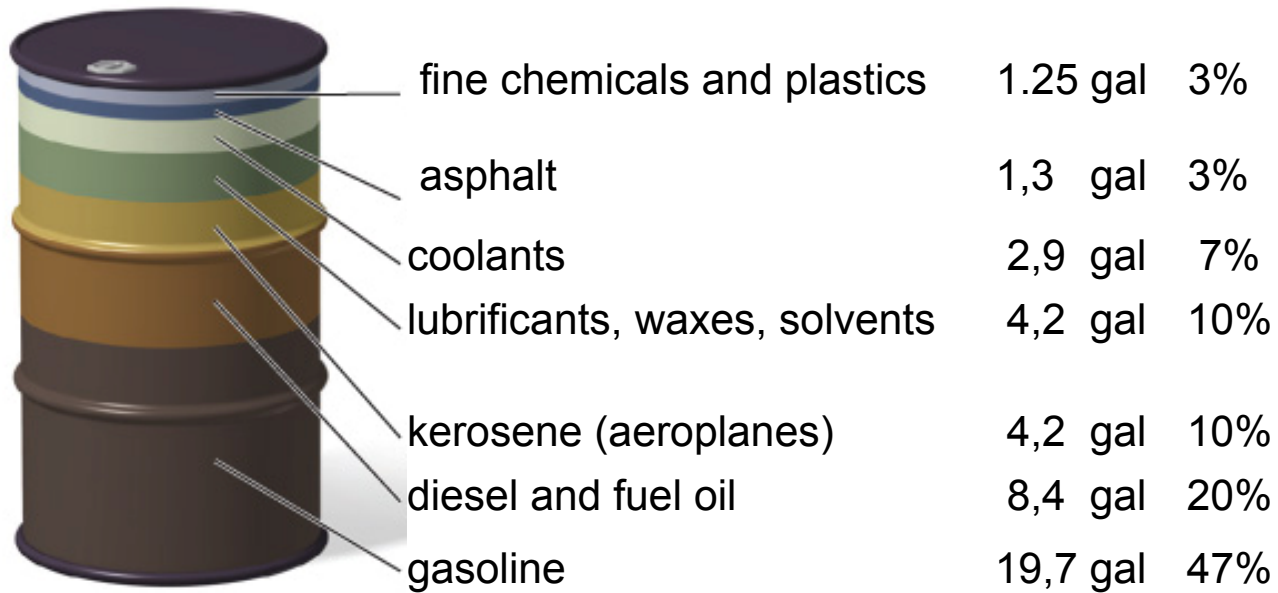 fine chemicals and plastics 1.25 gal 3%
asphalt 1,3 gal 3%
coolants 2,9 gal 7%
lubrificants, waxes, solvents 4,2 gal 10%
kerosene (aeroplanes) 4,2 gal 10%
diesel and fuel oil 8,4 gal 20%
gasoline 19,7 gal 47%